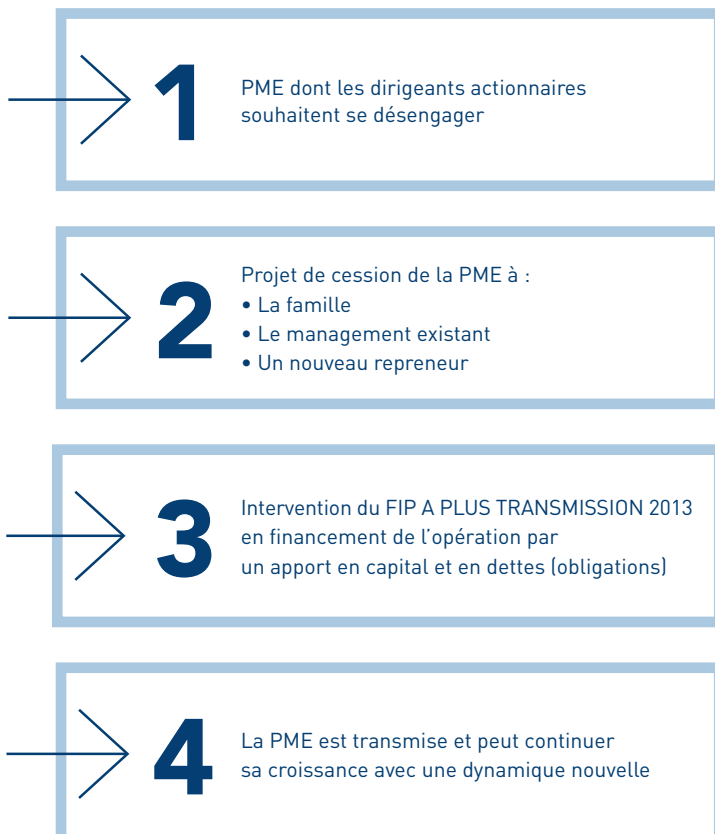 1
PME dont les dirigeants actionnaires
souhaitent se désengager
2
Projet de cession de la PME à :
• La famille
• Le management existant
• Un nouveau repreneur
3
Intervention du FIP A PLUS TRANSMISSION 2013
en financement de l’opération par
un apport en capital et en dettes (obligations)
4
La PME est transmise et peut continuer
sa croissance avec une dynamique nouvelle